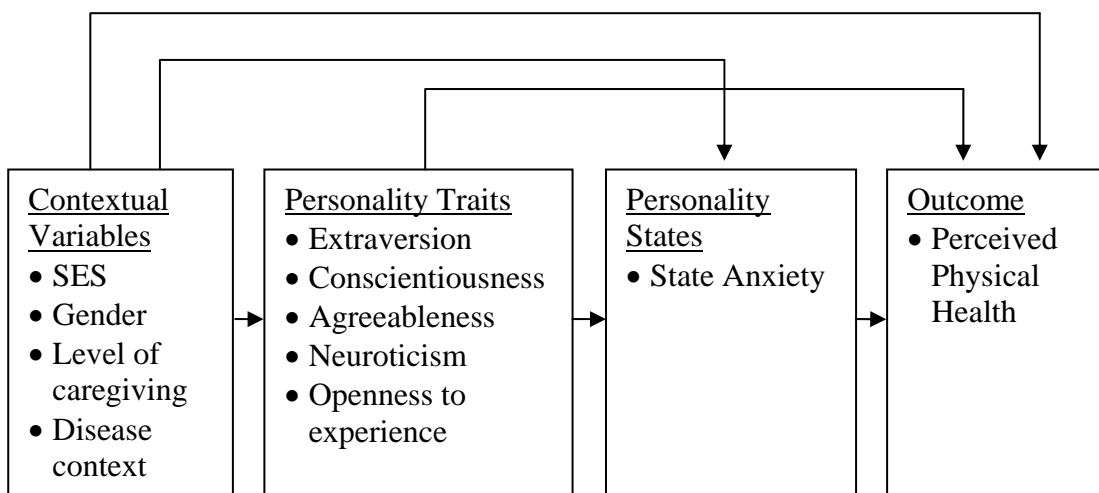 Contextual
Variables
• SES
• Gender
• Level of
caregiving
• Disease
context
Personality Traits
• Extraversion
• Conscientiousness
• Agreeableness
• Neuroticism
• Openness to
experience
Personality
States
• State Anxiety
Outcome
• Perceived
Physical
Health